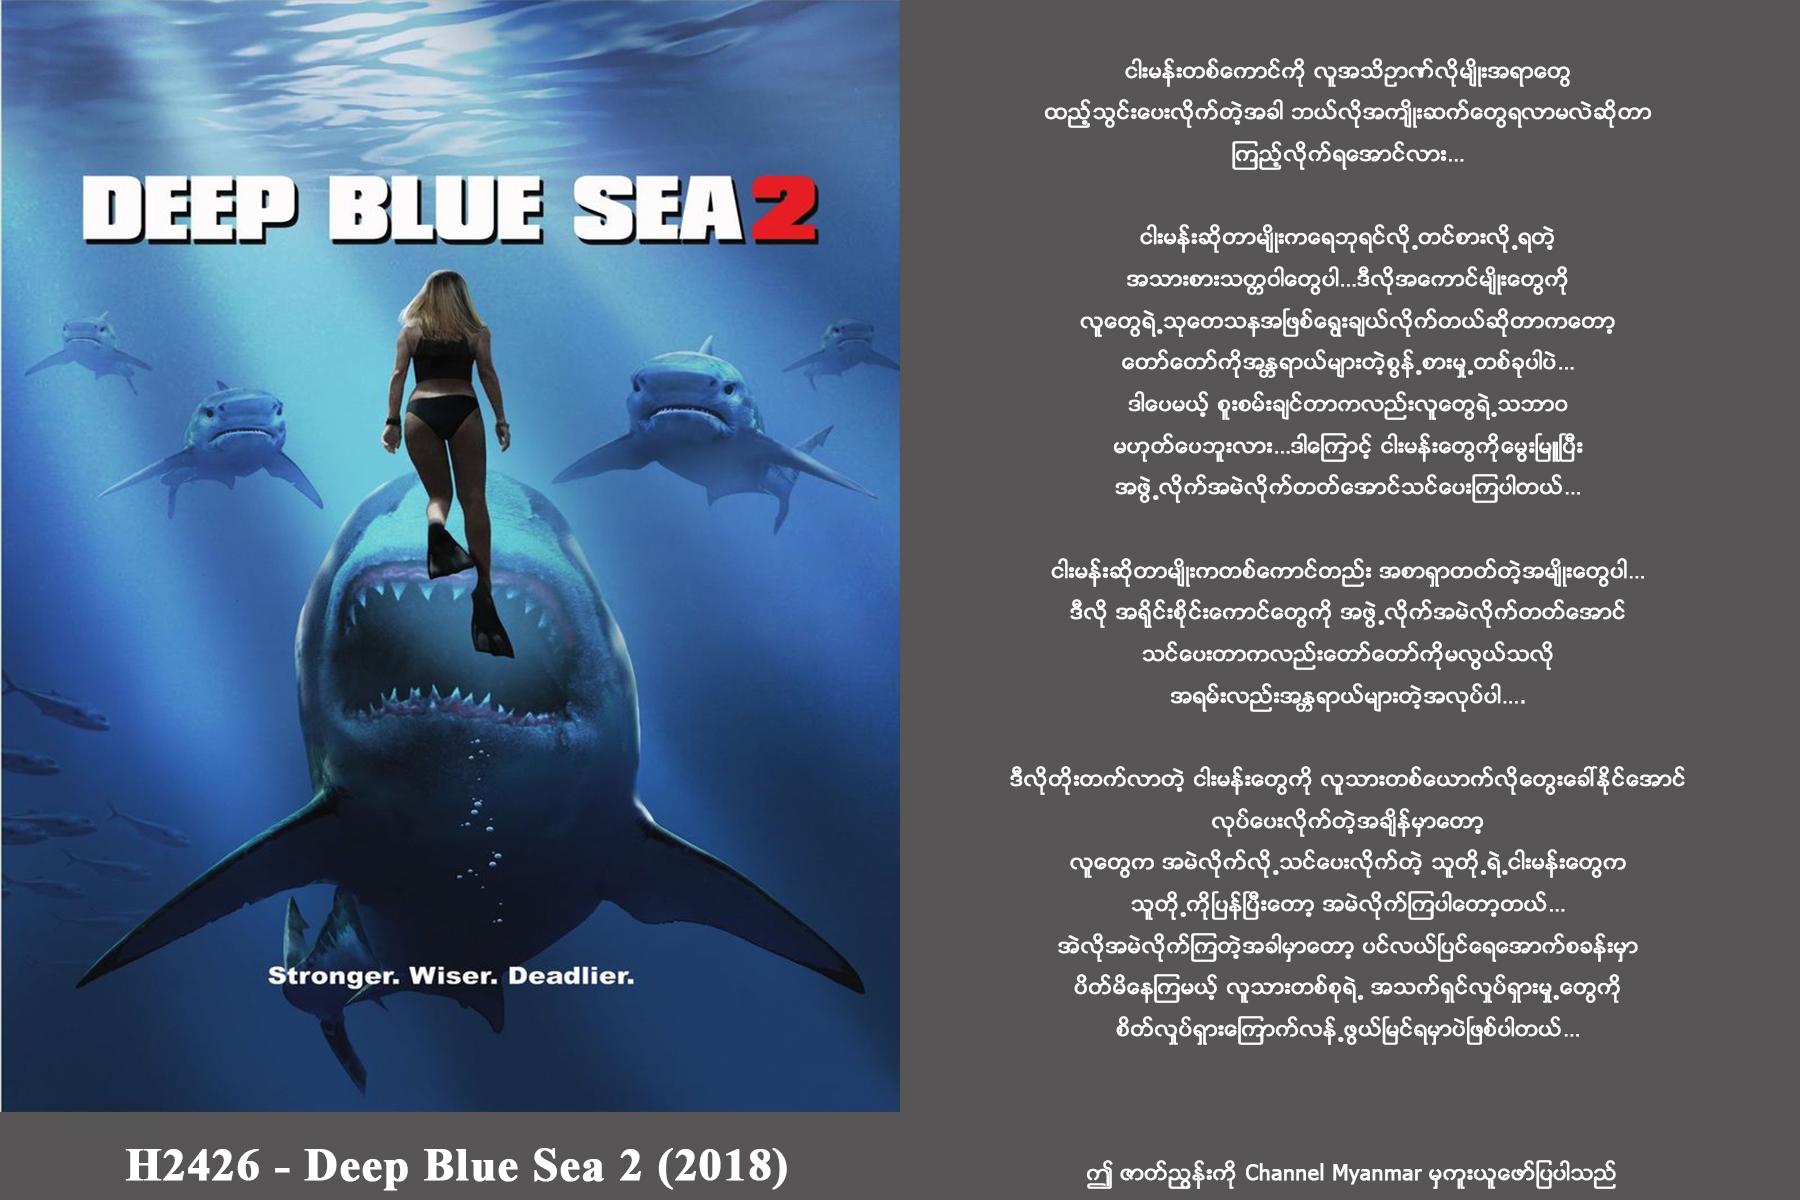 DEEP BLUE SEA 2
Stronger. Wiser. Deadlier.
H2426 - Deep Blue Sea 2 (2018)
ငါးမန်းတစ်ကောင်ကို လူအသိဉာဏ်လိုမျိုးအရာတွေ
ထည့်သွင်းပေးလိုက်တဲ့အခါ ဘယ်လိုအကျိုးဆက်တွေရလာမလဲဆိုတာ
ကြည့်လိုက်ရအောင်လား...
ငါးမန်းဆိုတာမျိုးကရေဘုရင်လို့တင်စားလို့ရတဲ့
အသားစားသတ္တဝါတွေပါ...ဒီလိုအကောင်မျိုးတွေကို
လူတွေရဲ့သုတေသနအဖြစ်ရွေးချယ်လိုက်တယ်ဆိုတာကတော့
တော်တော်ကိုအန္တရာယ်များတဲ့စွန့်စားမှု့တစ်ခုပါပဲ...
ဒါပေမယ့် စူးစမ်းချင်တာကလည်းလူတွေရဲ့သဘာဝ
မဟုတ်ပေဘူးလား...ဒါကြောင့် ငါးမန်းတွေကိုမွေးမြူပြီး
အဖွဲ့လိုက်အမဲလိုက်တတ်အောင်သင်ပေးကြပါတယ်...
ငါးမန်းဆိုတာမျိုးကတစ်ကောင်တည်း အစာရှာတတ်တဲ့အမျိုးတွေပါ...
ဒီလို အရိုင်းစိုင်းကောင်တွေကို အဖွဲ့လိုက်အမဲလိုက်တတ်အောင်
သင်ပေးတာကလည်းတော်တော်ကိုမလွယ်သလို
အရမ်းလည်းအန္တရာယ်များတဲ့အလုပ်ပါ....
ဒီလိုတိုးတက်လာတဲ့ ငါးမန်းတွေကို လူသားတစ်ယောက်လိုတွေးခေါ်နိုင်အောင်
လုပ်ပေးလိုက်တဲ့အချိန်မှာတော့
လူတွေက အမဲလိုက်လို့သင်ပေးလိုက်တဲ့ သူတို့ရဲ့ငါးမန်းတွေက
သူတို့ကိုပြန်ပြီးတော့ အမဲလိုက်ကြပါတော့တယ်...
အဲလိုအမဲလိုက်ကြတဲ့အခါမှာတော့ ပင်လယ်ပြင်ရေအောက်စခန်းမှာ
ပိတ်မိနေကြမယ့် လူသားတစ်စုရဲ့ အသက်ရှင်လှုပ်ရှားမှု့တွေကို
စိတ်လှုပ်ရှားကြောက်လန့်ဖွယ်မြင်ရမှာပဲဖြစ်ပါတယ်...
ဤ ဇာတ်ညွှန်းကို Channel Myanmar မှကူးယူဖော်ပြပါသည်